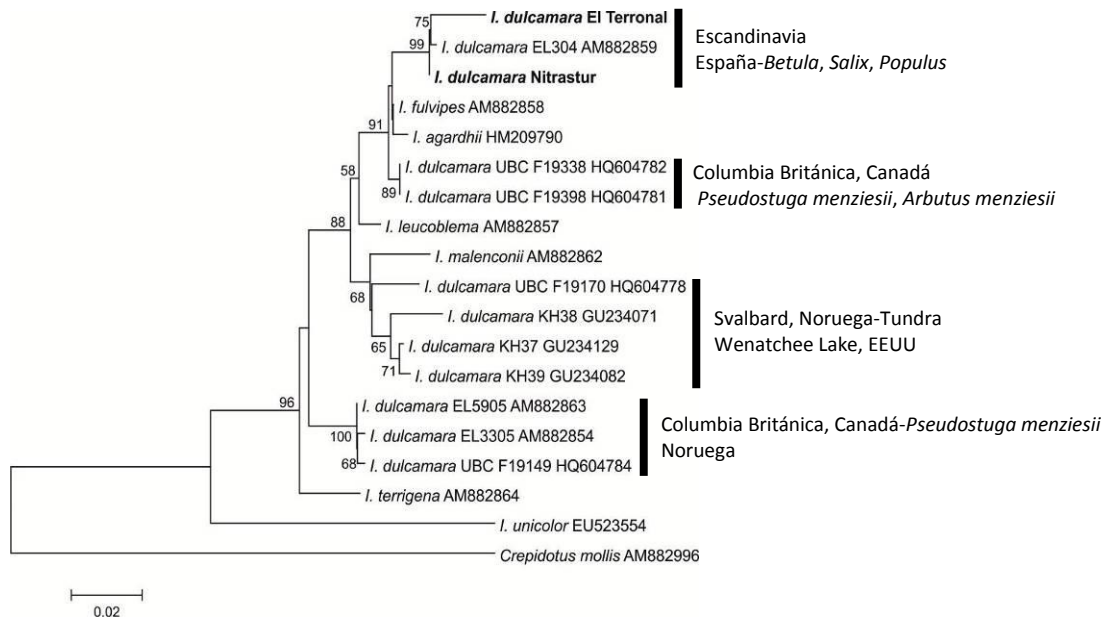 75
I. dulcamara El Terronal
99
I. dulcamara EL304 AM882859
I. dulcamara Nitrastur
Escandinavia
España-Betula, Salix, Populus
I. fulvipes AM882858
91
I. agardhii HM209790
I. dulcamara UBC F19338 HQ604782
58
89
I. dulcamara UBC F19398 HQ604781
Columbia Británica, Canadá
Pseudostuga menziesii, Arbutus menziesii
88
I. leucoblema AM882857
I. malenconii AM882862
68
I. dulcamara UBC F19170 HQ604778
I. dulcamara KH38 GU234071
65
I. dulcamara KH37 GU234129
71
I. dulcamara KH39 GU234082
Svalbard, Noruega-Tundra
Wenatchee Lake, EEUU
96
I. dulcamara EL5905 AM882863
100
I. dulcamara EL3305 AM882854
68
I. dulcamara UBC F19149 HQ604784
Columbia Británica, Canadá-Pseudostuga menziesii
Noruega
I. terrigena AM882864
I. unicolor EU523554
Crepidotus mollis AM882996
0.02